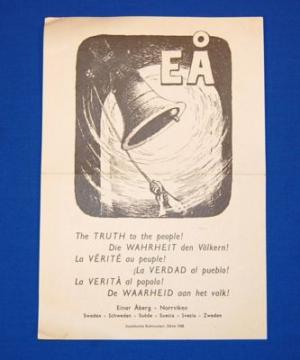 EÅ
The TRUTH to the people!
Die WAHRHEIT den Völkern!
La VÉRITÉ au peuple!
¡La VERDAD al pueblo!
La VERITÀ al popolo!
De WAARHEID aan het volk!
Einar Åberg - Norrviken
Sweden - Schweden - Suède - Suecia - Svezia - Zweden